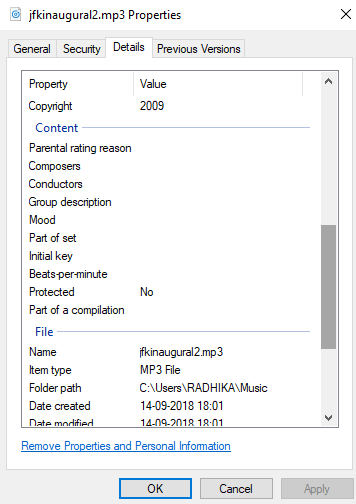 jfkinaugural2.mp3 Properties
General Security Details Previous Versions
Property Value
Copyright 2009
Content
Parental rating reason
Composers
Conductors
Group description
Mood
Part of set
Initial key
Beats-per-minute
Protected No
Part of a compilation
File
Name jfkinaugural2.mp3
Item type MP3 File
Folder path C:\Users\RADHIKA\Music
Date created 14-09-2018 18:01
Date modified 14-09-2018 18:01
Remove Properties and Personal Information
OK Cancel Apply